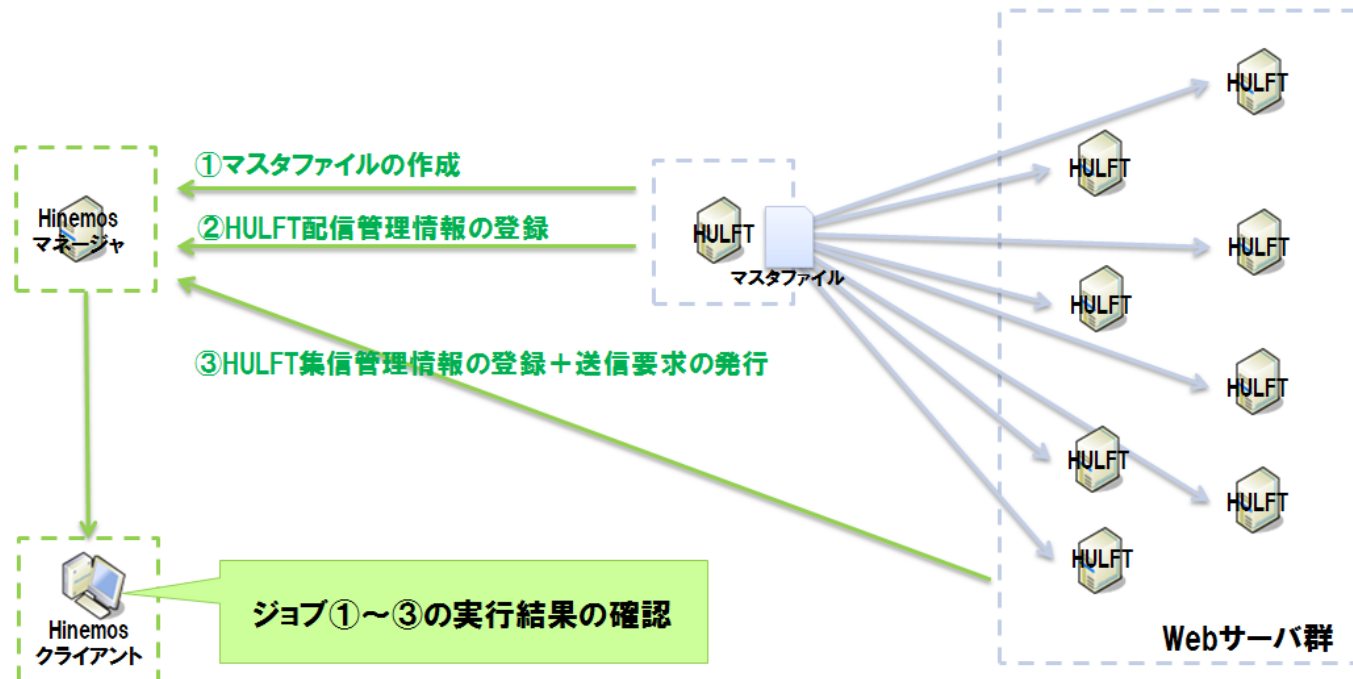 ①マスタファイルの作成
②HULFT配信管理情報の登録
③HULFT集信管理情報の登録＋送信要求の発行
Hinemos
マネージャ
HULFT
マスタファイル
HULFT
HULFT
HULFT
HULFT
HULFT
HULFT
HULFT
HULFT
Webサーバ群
Hinemos
クライアント
ジョブ①～③の実行結果の確認